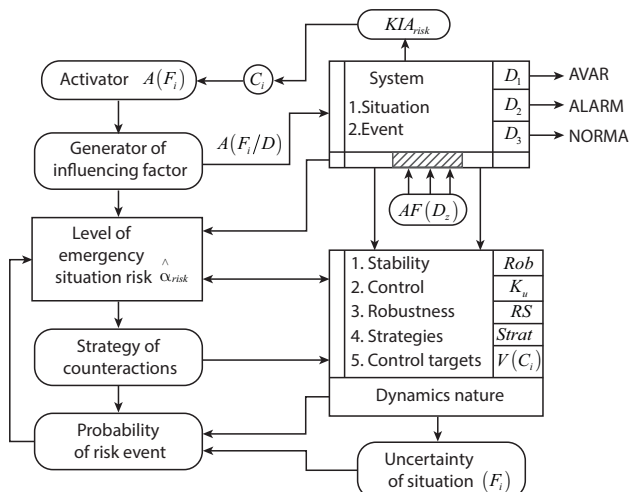 KIA_risk
Activator A(F_i)
C_i
System
1.Situation
2.Event
D_1
D_2
D_3
AVAR
ALARM
NORMA
Generator of
influencing factor
A(F_i/D)
AF(D_z)
Level of
emergency
situation risk α̂_risk
1. Stability
2. Control
3. Robustness
4. Strategies
5. Control targets
Rob
K_u
RS
Strat
V(C_i)
Dynamics nature
Strategy of
counteractions
Probability
of risk event
Uncertainty
of situation (F_i)